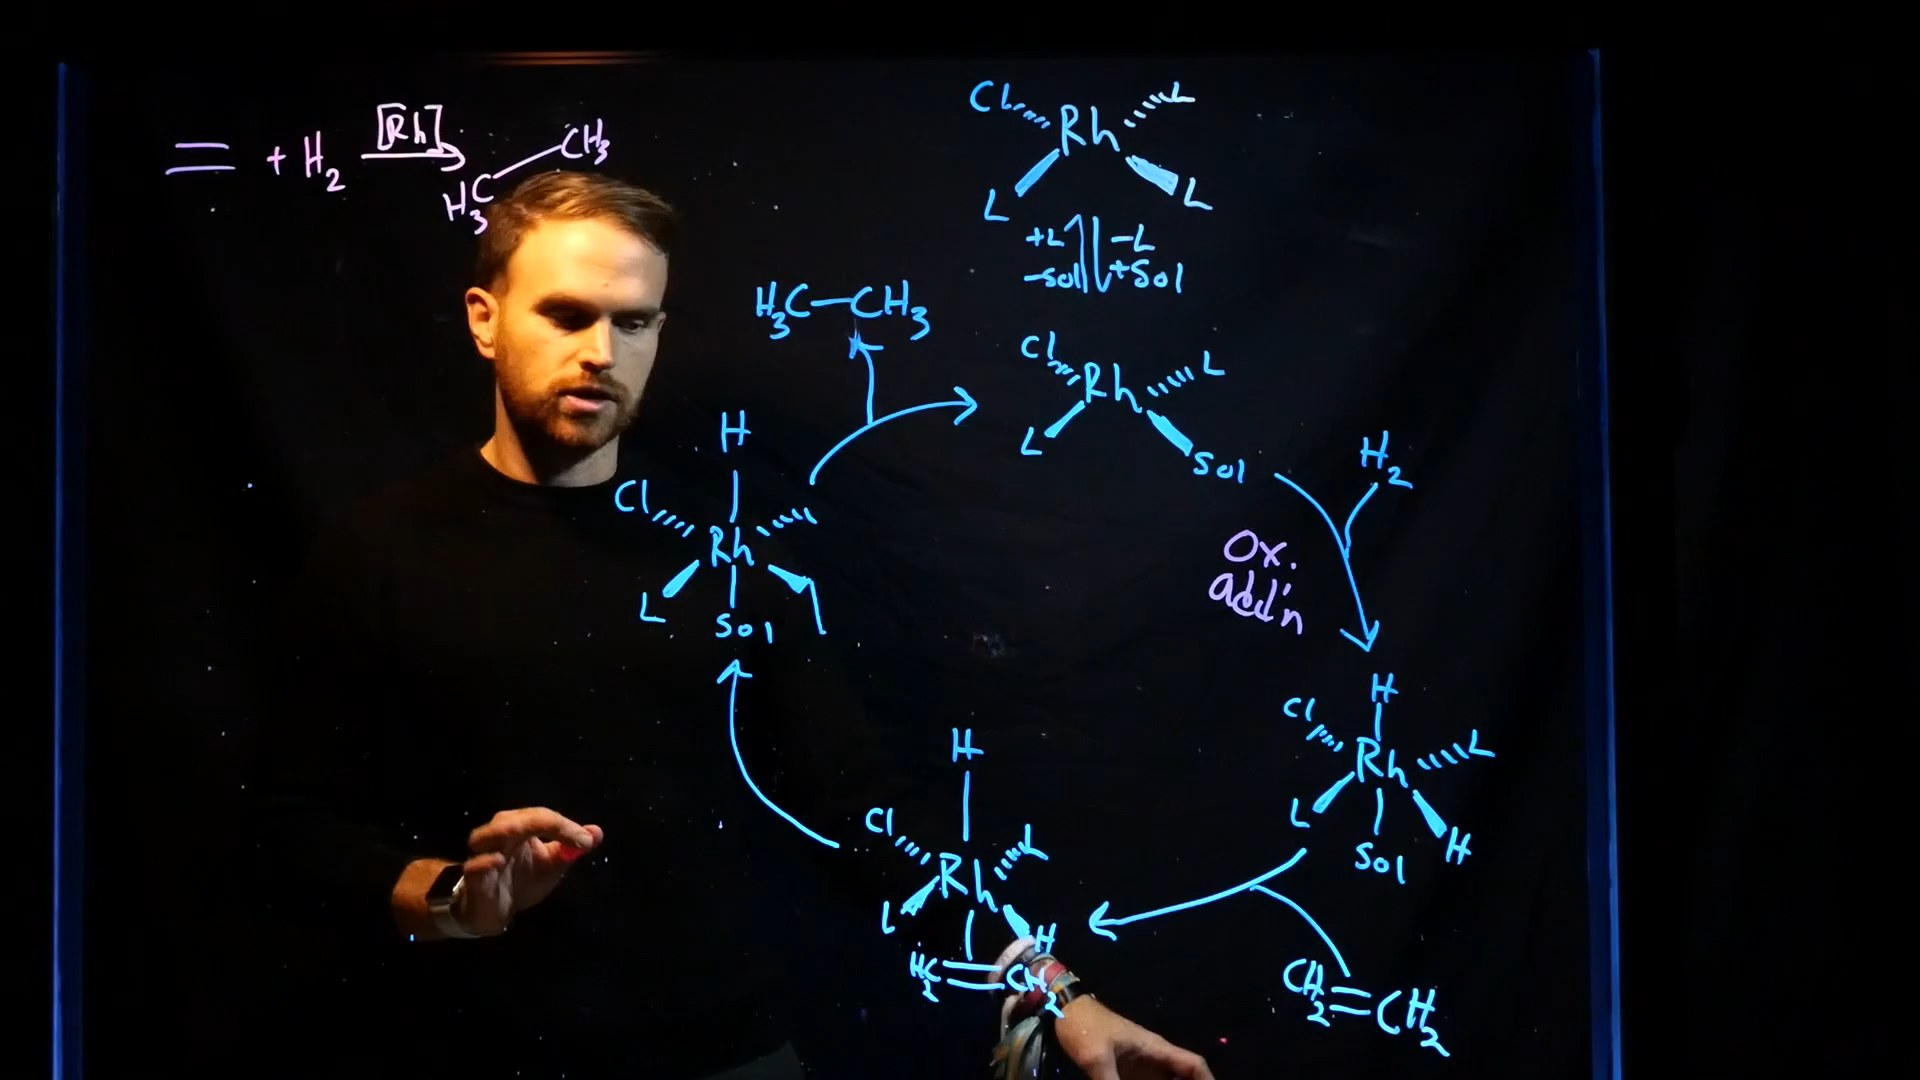 = + H2 [Rh] H3C CH3
Cl Rh L
L L
+L -L
-Sol +Sol
H3C-CH3
Cl Rh L
L Sol
H2
Ox.
add'n
H
Cl Rh
L
Sol
H
Cl Rh L
L H
Sol
H
Cl Rh L
L H
H2C=CH2
CH2=CH2